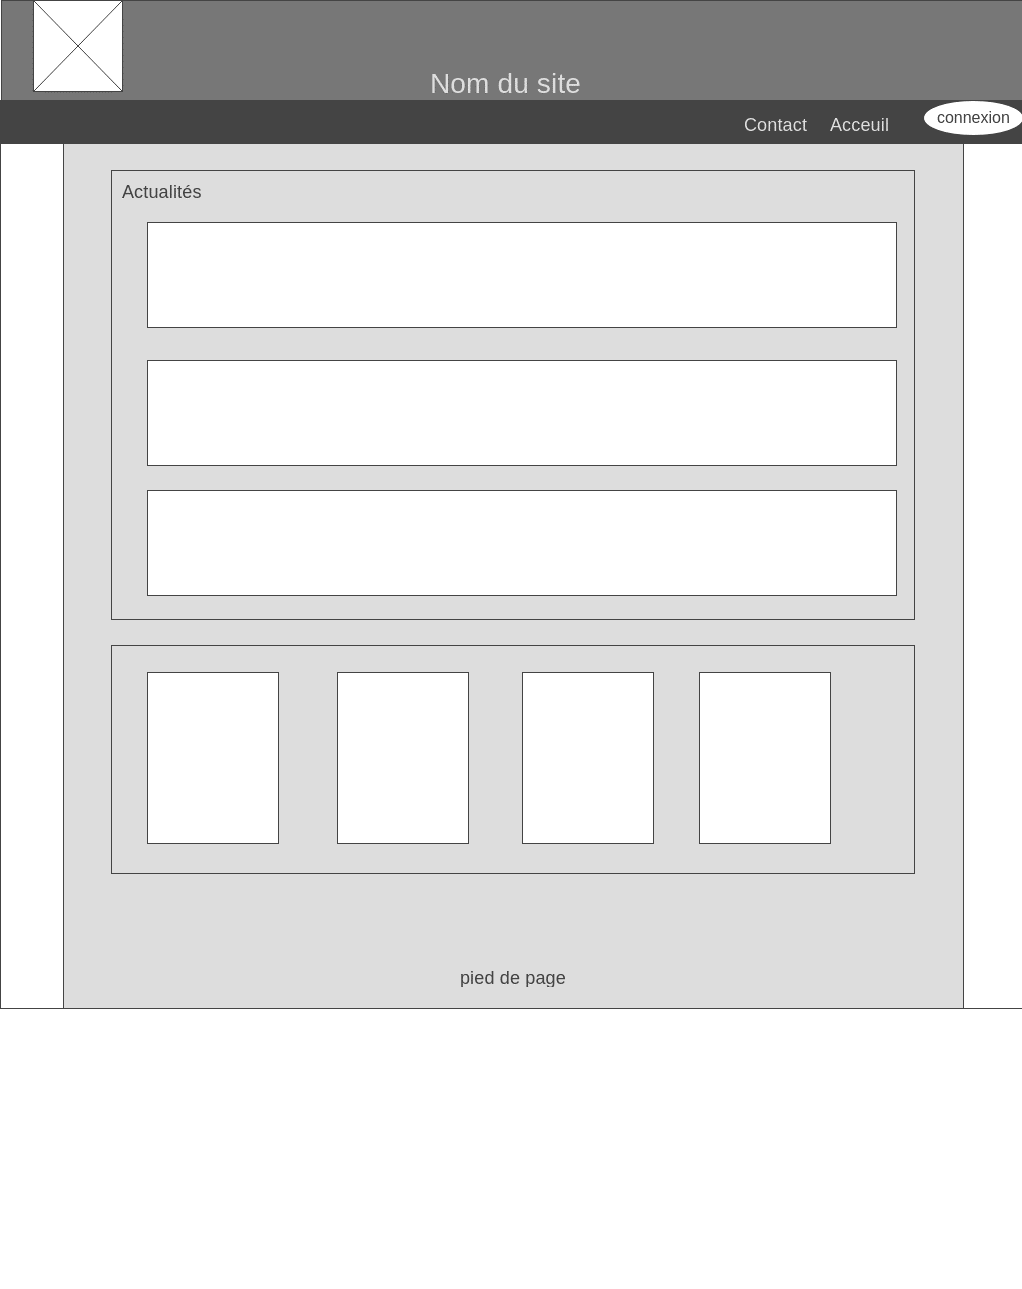 Nom du site
Contact Acceuil connexion
Actualités
pied de page